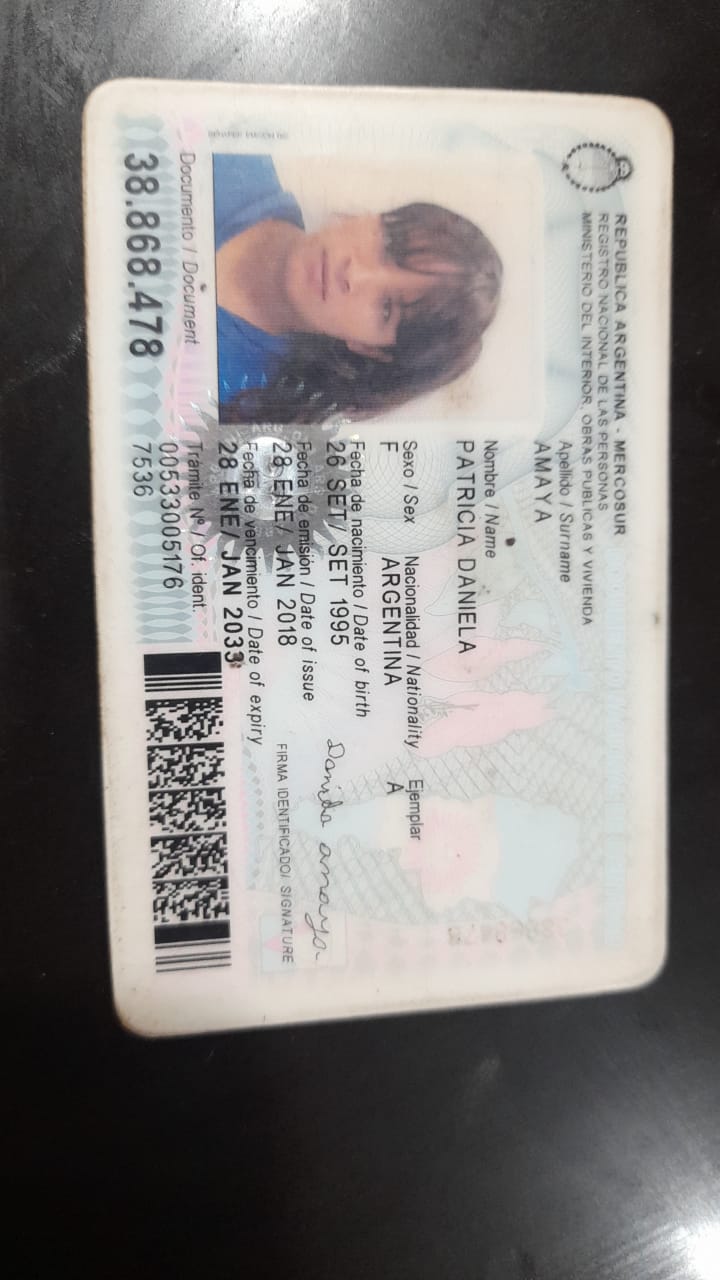 REPUBLICA ARGENTINA - MERCOSUR
REGISTRO NACIONAL DE LAS PERSONAS
MINISTERIO DEL INTERIOR, OBRAS PUBLICAS Y VIVIENDA
Apellido / Surname
AMAYA
Nombre / Name
PATRICIA DANIELA
Sexo / Sex Nacionalidad / Nationality Ejemplar
F ARGENTINA A
Fecha de nacimiento / Date of birth
26 SET/ SET 1995
Fecha de emisión / Date of issue
28 ENE/ JAN 2018
Fecha de vencimiento / Date of expiry
28 ENE/ JAN 2033
Daniela amaya
FIRMA IDENTIFICADO/ SIGNATURE
Documento / Document
38.868.478
Trámite Nº / Of. ident.
00533005176
7536